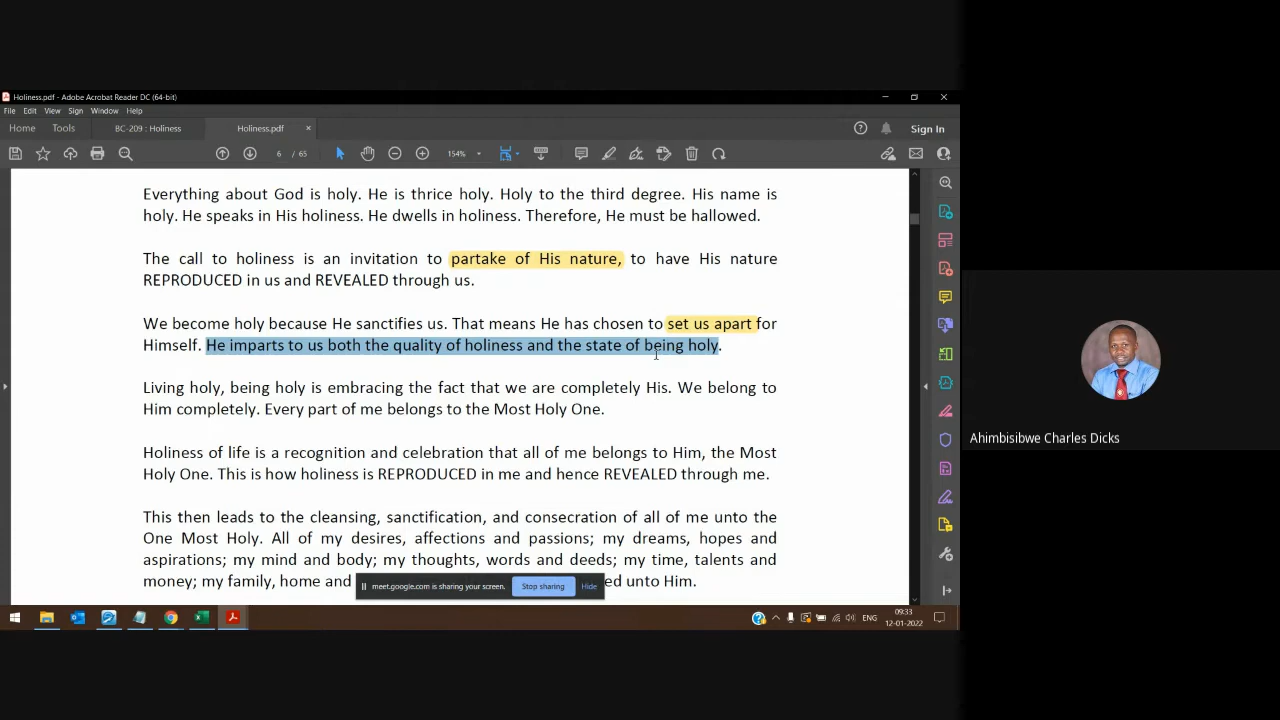 Holiness.pdf - Adobe Acrobat Reader DC (64-bit)
File Edit View Sign Window Help
Home Tools BC-209 : Holiness Holiness.pdf × Sign In
6 / 65 154%
Everything about God is holy. He is thrice holy. Holy to the third degree. His name is
holy. He speaks in His holiness. He dwells in holiness. Therefore, He must be hallowed.
The call to holiness is an invitation to partake of His nature, to have His nature
REPRODUCED in us and REVEALED through us.
We become holy because He sanctifies us. That means He has chosen to set us apart for
Himself. He imparts to us both the quality of holiness and the state of being holy.
Living holy, being holy is embracing the fact that we are completely His. We belong to
Him completely. Every part of me belongs to the Most Holy One.
Holiness of life is a recognition and celebration that all of me belongs to Him, the Most
Holy One. This is how holiness is REPRODUCED in me and hence REVEALED through me.
This then leads to the cleansing, sanctification, and consecration of all of me unto the
One Most Holy. All of my desires, affections and passions; my dreams, hopes and
aspirations; my mind and body; my thoughts, words and deeds; my time, talents and
money; my family, home and ed unto Him.
meet.google.com is sharing your screen. Stop sharing Hide
Ahimbisibwe Charles Dicks
ENG 09:33
12-01-2022